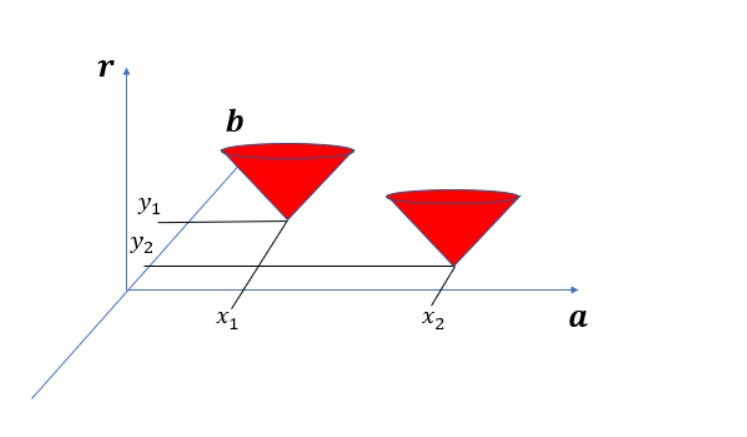 r
b
y₁
y₂
x₁
x₂
a